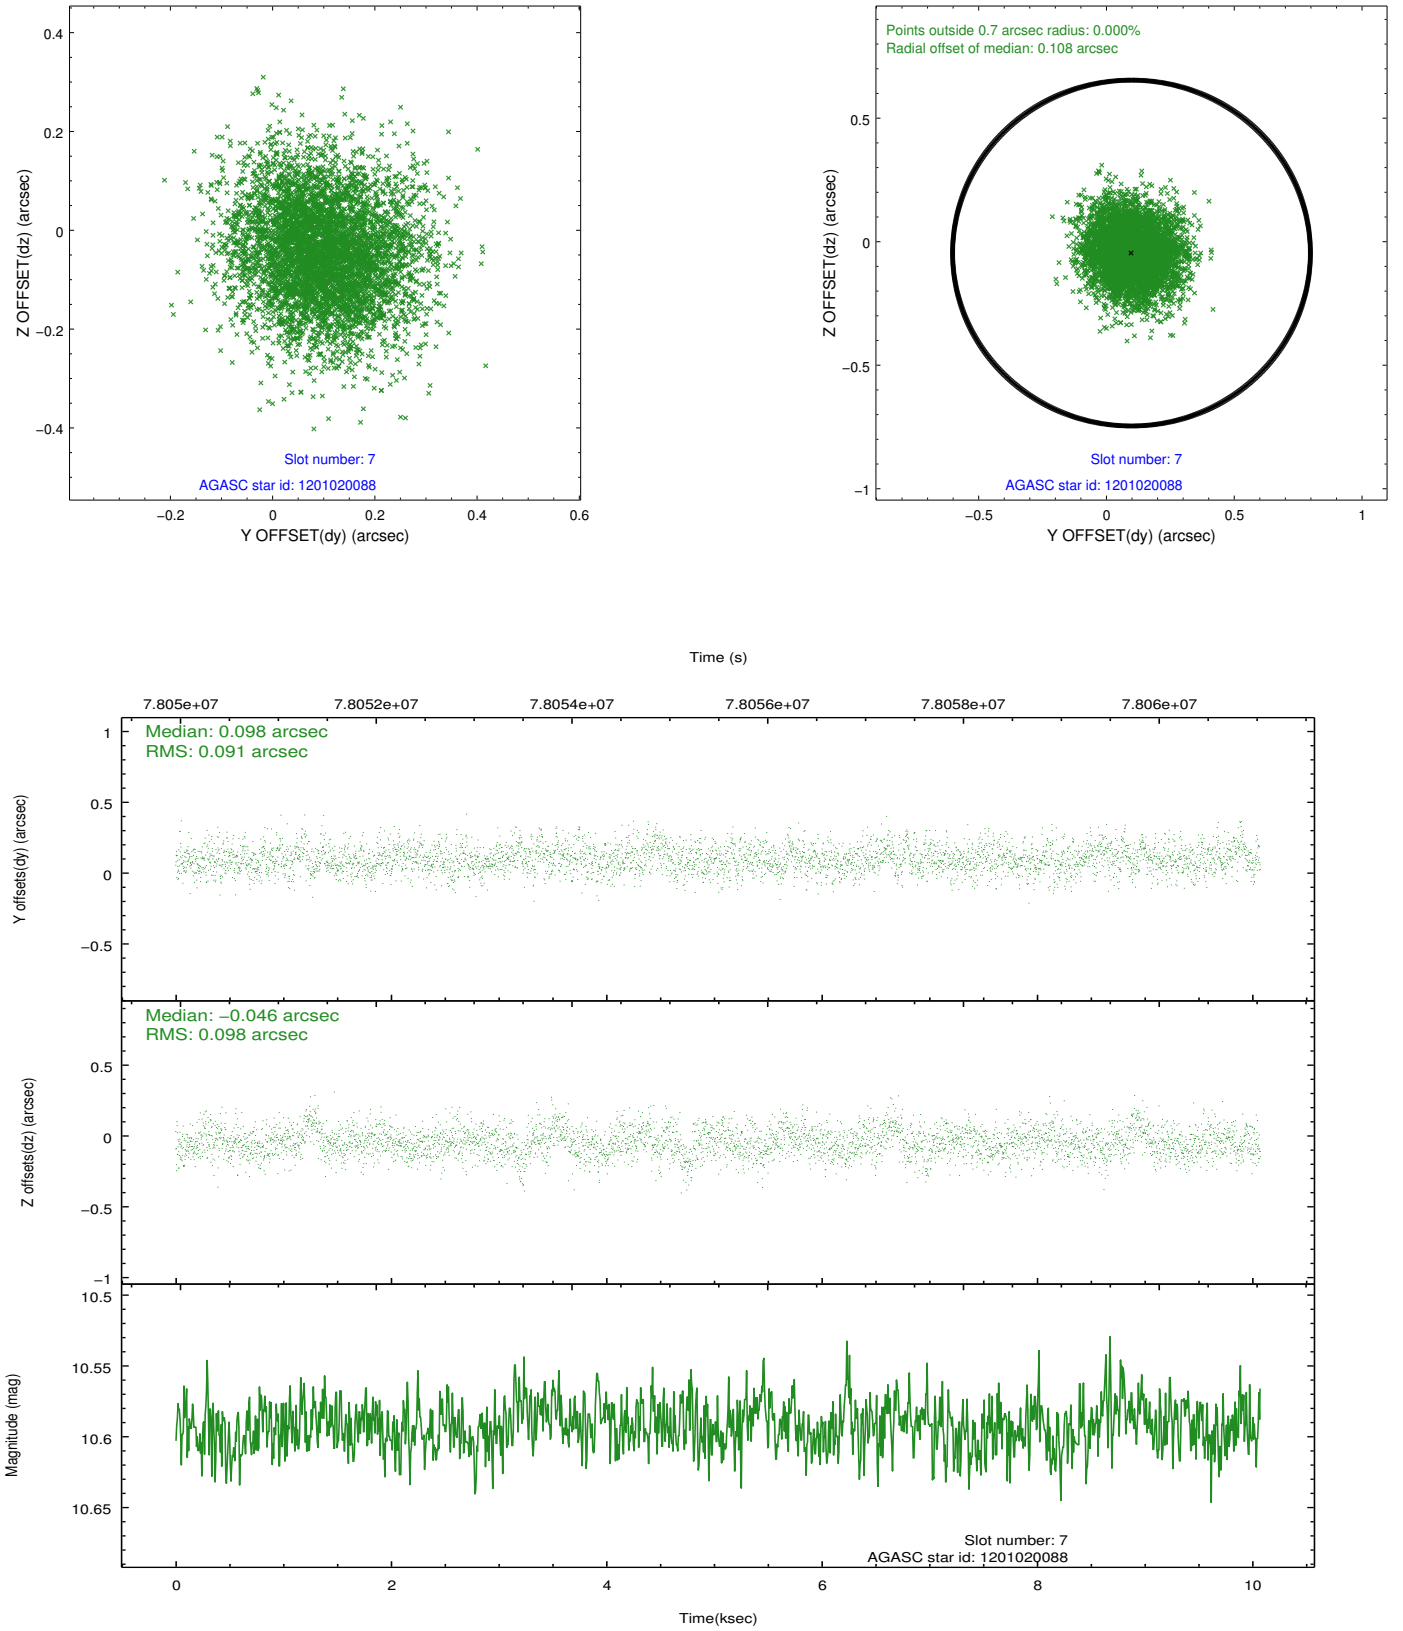 0.4
0.2
0
−0.2
−0.4
Z OFFSET(dz) (arcsec)
Slot number: 7
AGASC star id: 1201020088
−0.2 0 0.2 0.4 0.6
Y OFFSET(dy) (arcsec)
Points outside 0.7 arcsec radius: 0.000%
Radial offset of median: 0.108 arcsec
0.5
0
−0.5
−1
Z OFFSET(dz) (arcsec)
Slot number: 7
AGASC star id: 1201020088
−0.5 0 0.5 1
Y OFFSET(dy) (arcsec)
Time (s)
7.805e+07 7.8052e+07 7.8054e+07 7.8056e+07 7.8058e+07 7.806e+07
Median: 0.098 arcsec
RMS: 0.091 arcsec
1
0.5
0
−0.5
Y offsets(dy) (arcsec)
Median: −0.046 arcsec
RMS: 0.098 arcsec
0.5
0
−0.5
−1
Z offsets(dz) (arcsec)
10.5
10.55
10.6
10.65
Magnitude (mag)
Slot number: 7
AGASC star id: 1201020088
0 2 4 6 8 10
Time(ksec)